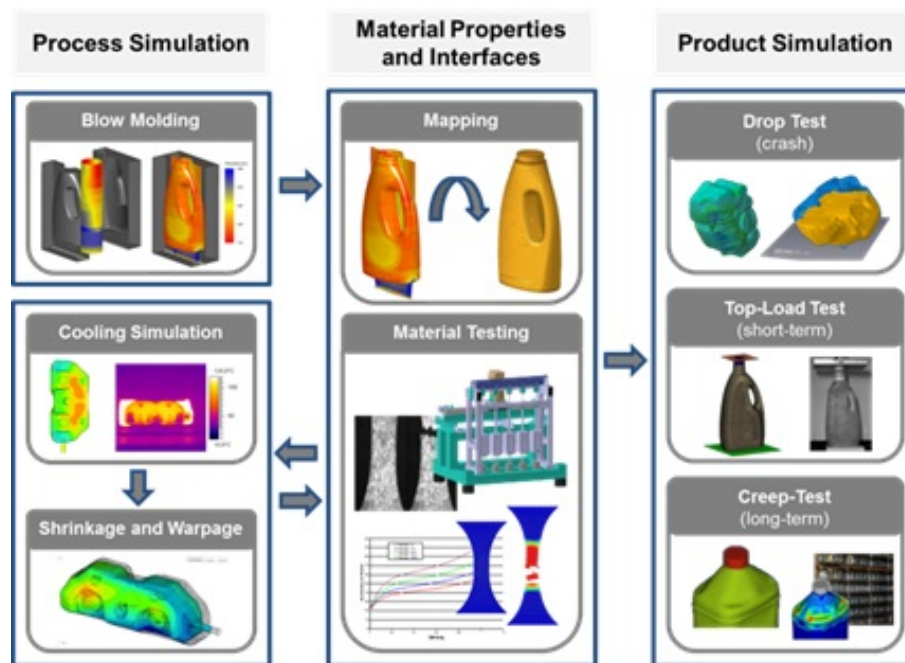 Process Simulation
Material Properties
and Interfaces
Product Simulation
Blow Molding
Cooling Simulation
Shrinkage and Warpage
Mapping
Material Testing
Drop Test
(crash)
Top-Load Test
(short-term)
Creep-Test
(long-term)